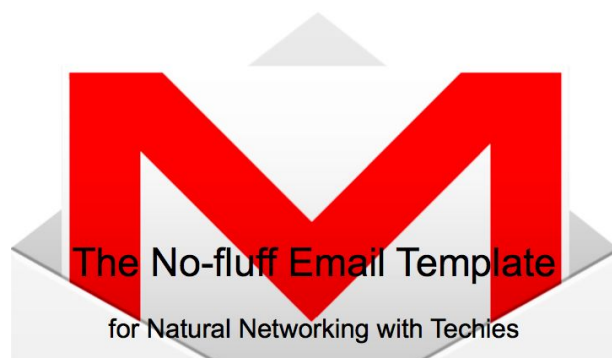 The No-fluff Email Template
for Natural Networking with Techies